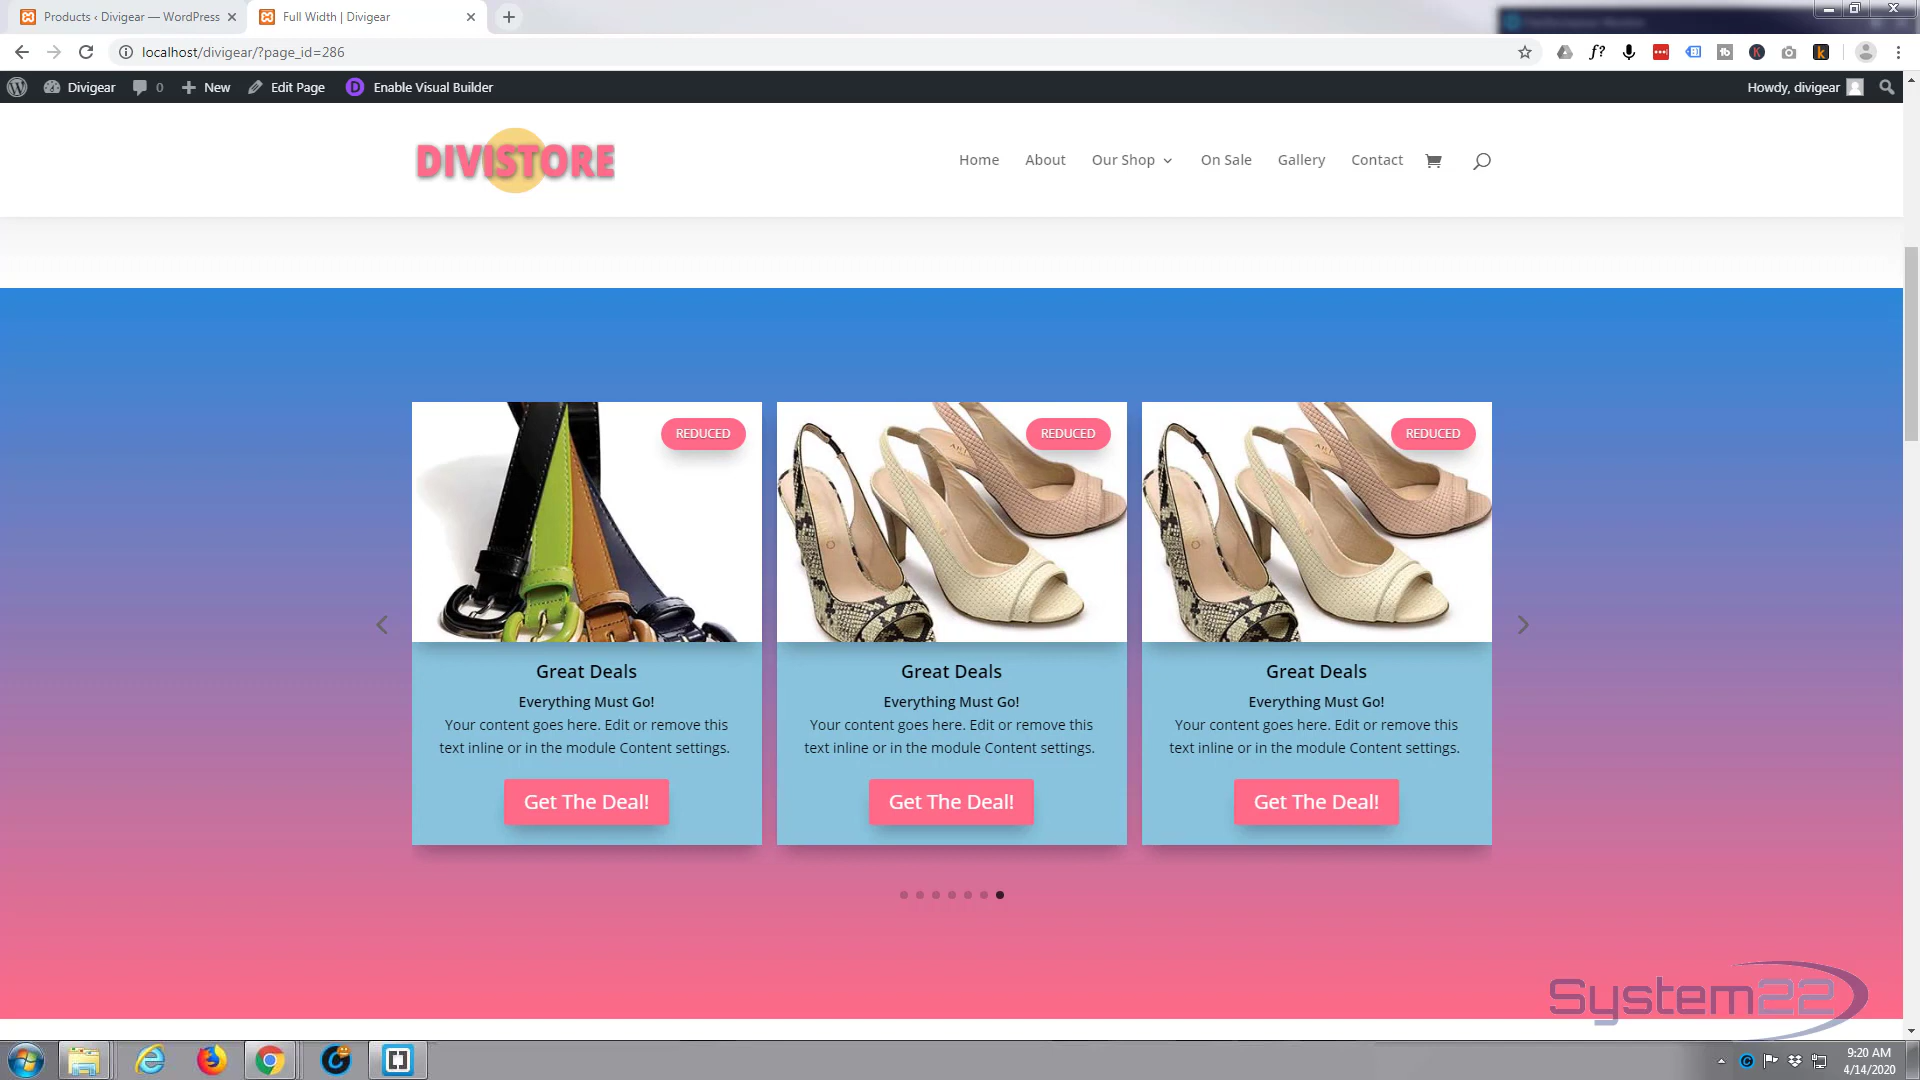 Products ‹ Divigear — WordPress
Full Width | Divigear
localhost/divigear/?page_id=286
Divigear 0 New Edit Page Enable Visual Builder
Howdy, divigear
DIVISTORE
Home About Our Shop On Sale Gallery Contact
REDUCED
REDUCED
REDUCED
Great Deals
Everything Must Go!
Your content goes here. Edit or remove this
text inline or in the module Content settings.
Get The Deal!
Great Deals
Everything Must Go!
Your content goes here. Edit or remove this
text inline or in the module Content settings.
Get The Deal!
Great Deals
Everything Must Go!
Your content goes here. Edit or remove this
text inline or in the module Content settings.
Get The Deal!
System22
9:20 AM
4/14/2020